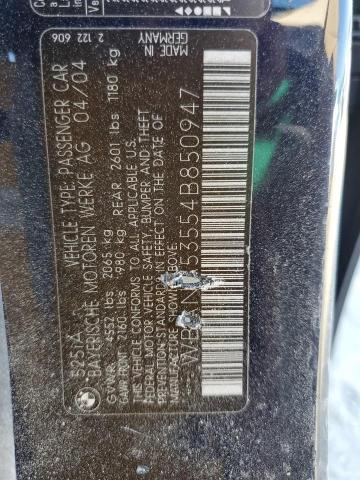 525IA VEHICLE TYPE: PASSENGER CAR
BAYERISCHE MOTOREN WERKE AG 04/04
GVWR 4552 lbs 2065 kg
GAWR FRONT 2160 lbs -980 kg REAR 2601 lbs 1180 kg
THIS VEHICLE CONFORMS TO ALL APPLICABLE U.S.
FEDERAL MOTOR VEHICLE SAFETY, BUMPER AND THEFT
PREVENTION STANDARDS IN EFFECT ON THE DATE OF
MANUFACTURE SHOWN ABOVE.
53554B850947
2 122 606
MADE IN
GERMANY